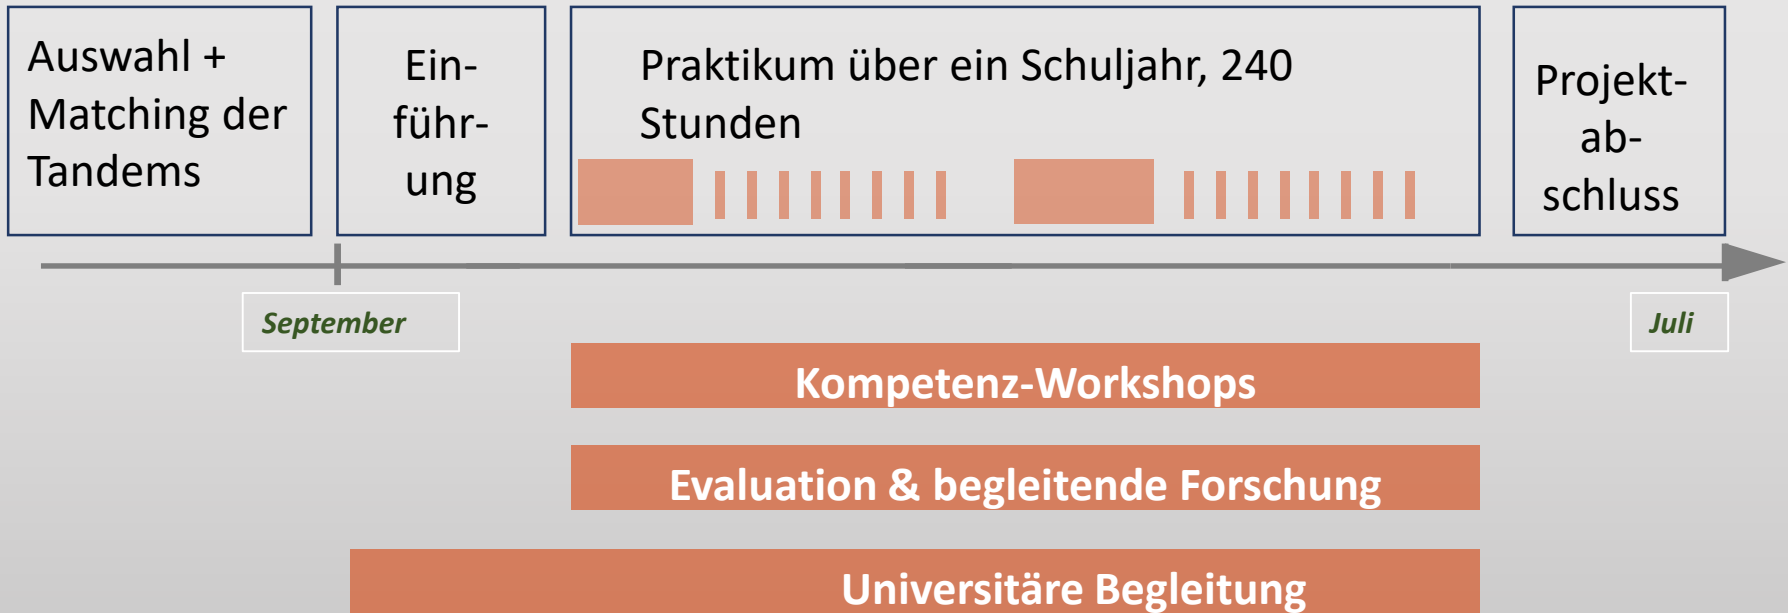 Auswahl +
Matching der
Tandems
Ein-
führ-
ung
Praktikum über ein Schuljahr, 240
Stunden
Projekt-
ab-
schluss
September
Juli
Kompetenz-Workshops
Evaluation & begleitende Forschung
Universitäre Begleitung